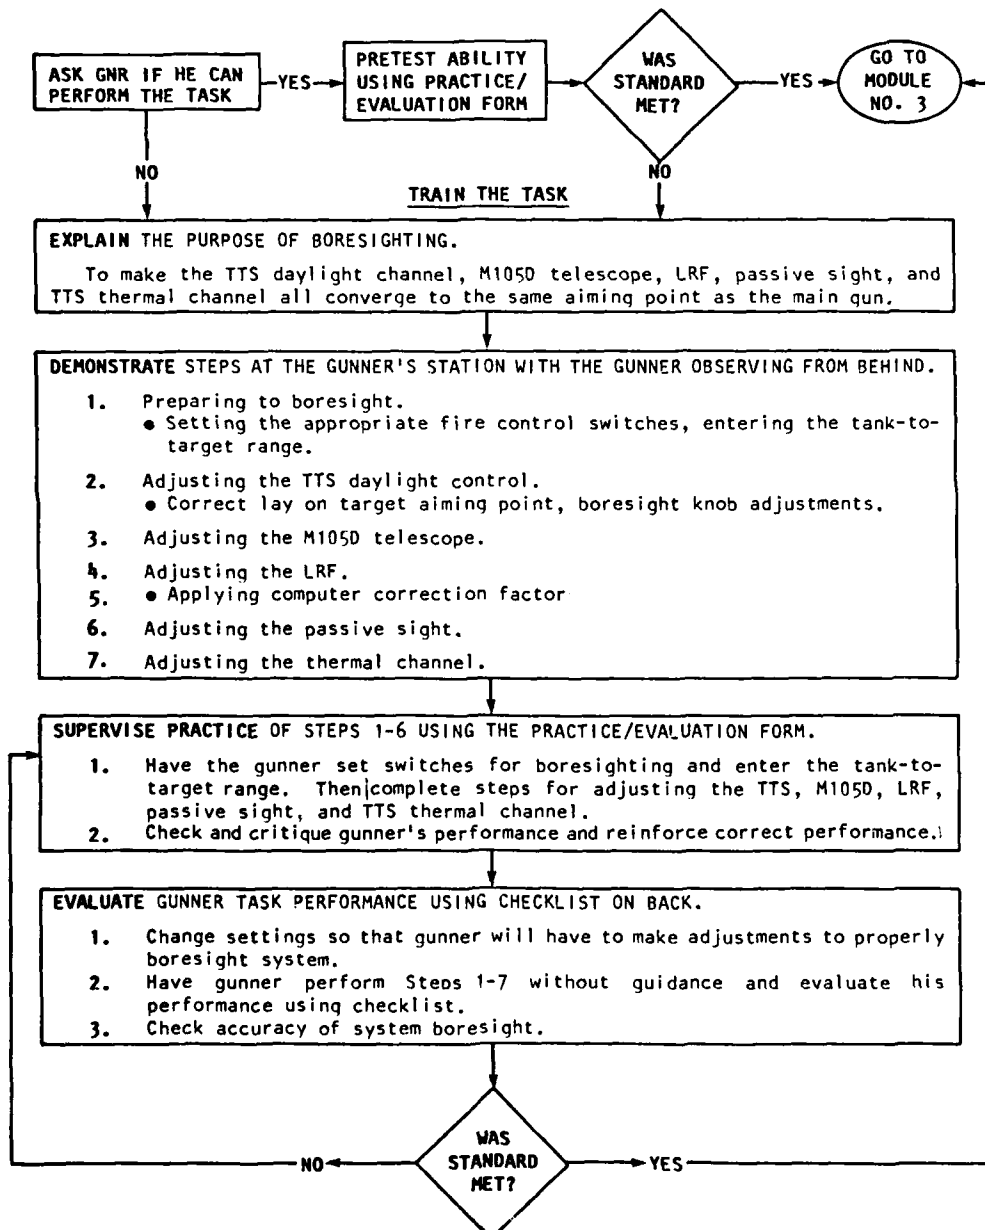 ASK GNR IF HE CAN
PERFORM THE TASK
YES
PRETEST ABILITY
USING PRACTICE/
EVALUATION FORM
WAS
STANDARD
MET?
YES
GO TO
MODULE
NO. 3
NO
NO
TRAIN THE TASK
EXPLAIN THE PURPOSE OF BORESIGHTING.
To make the TTS daylight channel, M105D telescope, LRF, passive sight, and
TTS thermal channel all converge to the same aiming point as the main gun.
DEMONSTRATE STEPS AT THE GUNNER'S STATION WITH THE GUNNER OBSERVING FROM BEHIND.
1. Preparing to boresight.
• Setting the appropriate fire control switches, entering the tank-to-
target range.
2. Adjusting the TTS daylight control.
• Correct lay on target aiming point, boresight knob adjustments.
3. Adjusting the M105D telescope.
4. Adjusting the LRF.
5. • Applying computer correction factor
6. Adjusting the passive sight.
7. Adjusting the thermal channel.
SUPERVISE PRACTICE OF STEPS 1-6 USING THE PRACTICE/EVALUATION FORM.
1. Have the gunner set switches for boresighting and enter the tank-to-
target range. Then complete steps for adjusting the TTS, M105D, LRF,
passive sight, and TTS thermal channel.
2. Check and critique gunner's performance and reinforce correct performance.
EVALUATE GUNNER TASK PERFORMANCE USING CHECKLIST ON BACK.
1. Change settings so that gunner will have to make adjustments to properly
boresight system.
2. Have gunner perform Steps 1-7 without guidance and evaluate his
performance using checklist.
3. Check accuracy of system boresight.
WAS
STANDARD
MET?
NO
YES